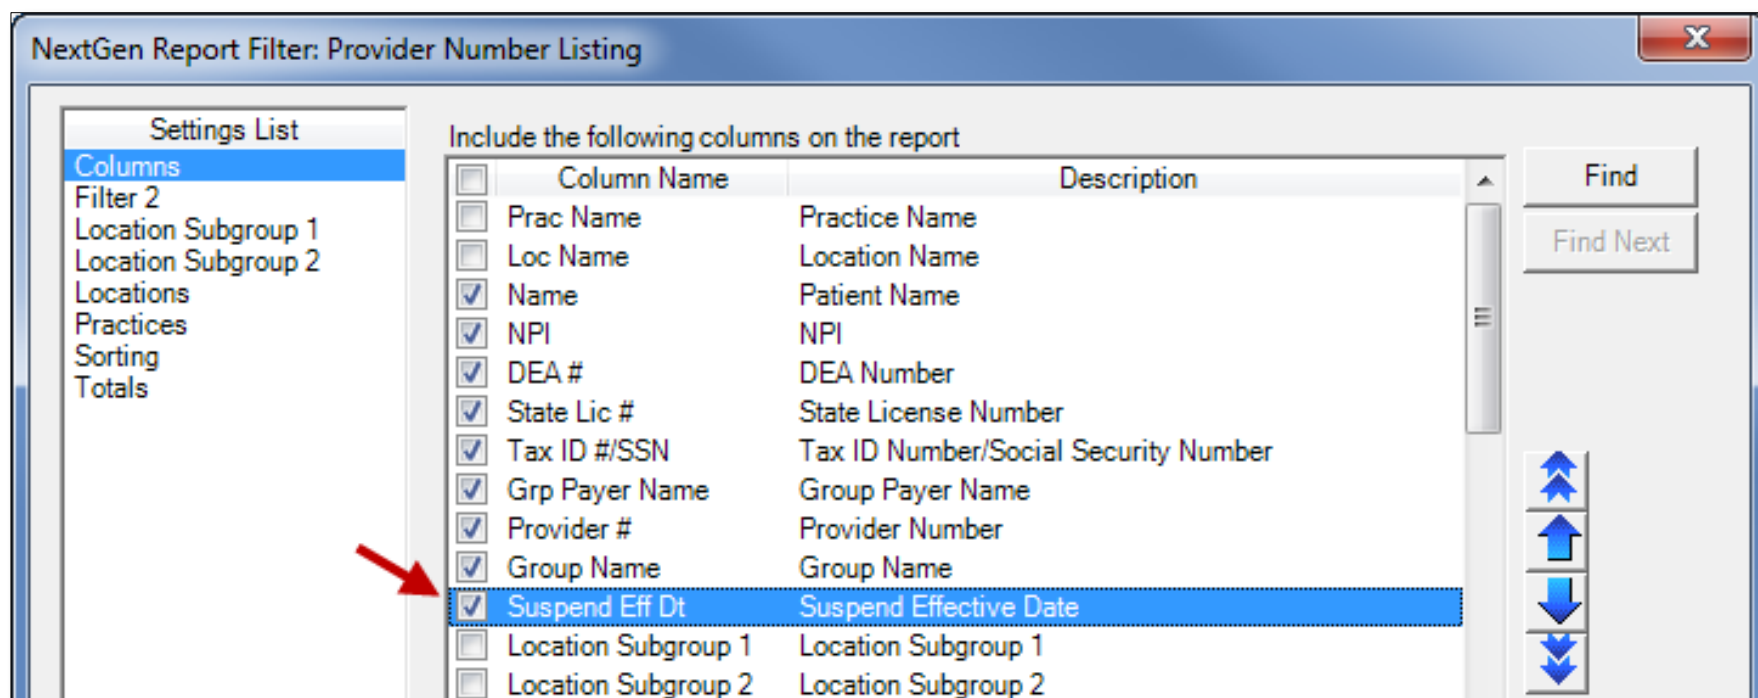 NextGen Report Filter: Provider Number Listing
Settings List
Columns
Filter 2
Location Subgroup 1
Location Subgroup 2
Locations
Practices
Sorting
Totals
Include the following columns on the report
Column Name Description
Prac Name Practice Name
Loc Name Location Name
Name Patient Name
NPI NPI
DEA # DEA Number
State Lic # State License Number
Tax ID #/SSN Tax ID Number/Social Security Number
Grp Payer Name Group Payer Name
Provider # Provider Number
Group Name Group Name
Suspend Eff Dt Suspend Effective Date
Location Subgroup 1 Location Subgroup 1
Location Subgroup 2 Location Subgroup 2
Find
Find Next